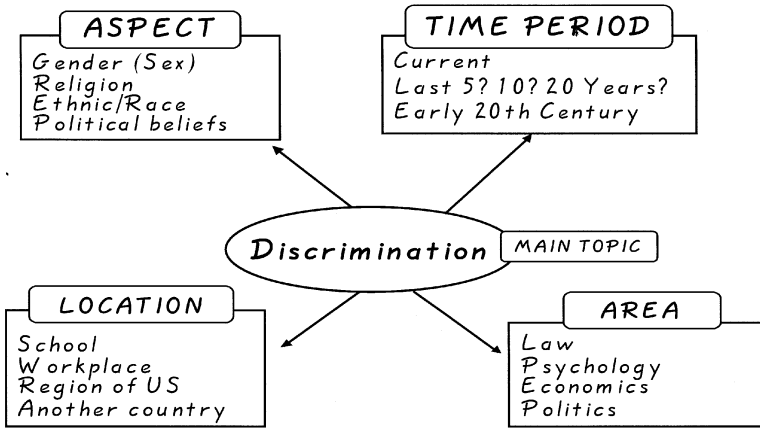 ASPECT
Gender (Sex)
Religion
Ethnic/Race
Political beliefs
TIME PERIOD
Current
Last 5? 10? 20 Years?
Early 20th Century
Discrimination
MAIN TOPIC
LOCATION
School
Workplace
Region of US
Another country
AREA
Law
Psychology
Economics
Politics